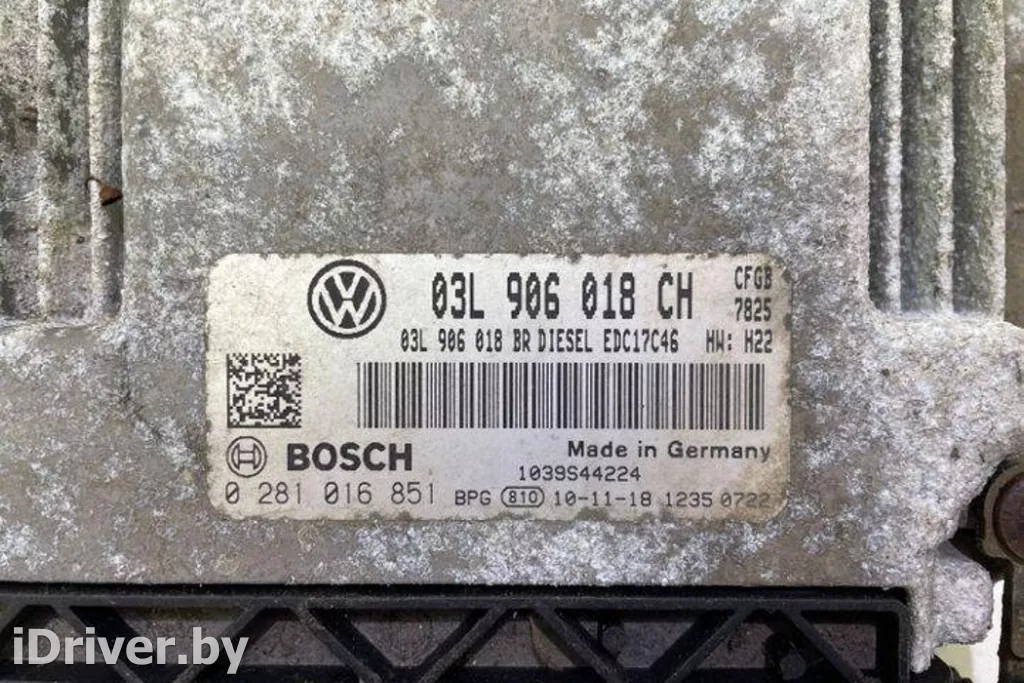 03L 906 018 CH CFGB
7825
03L 906 018 BR DIESEL EDC17C46 HW: H22
BOSCH Made in Germany
1039S44224
0 281 016 851 BPG 810 10-11-18 1235 0722
iDriver.by